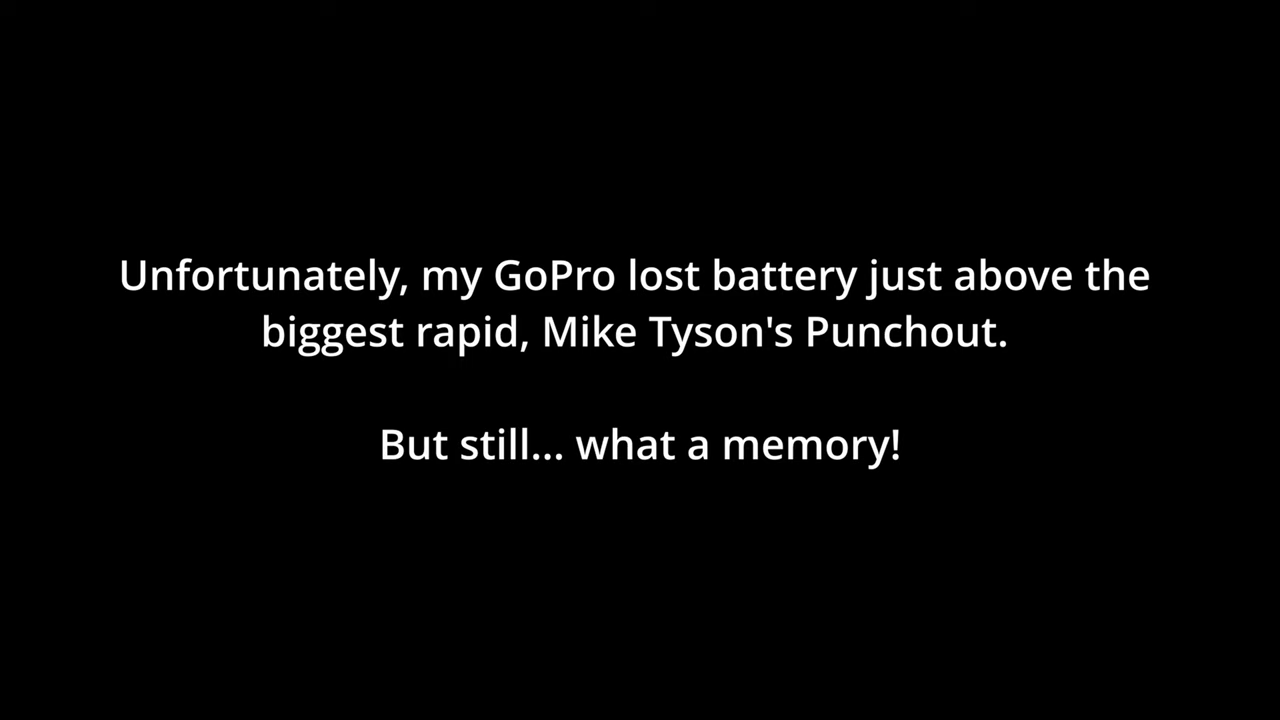 Unfortunately, my GoPro lost battery just above the
biggest rapid, Mike Tyson's Punchout.
But still... what a memory!